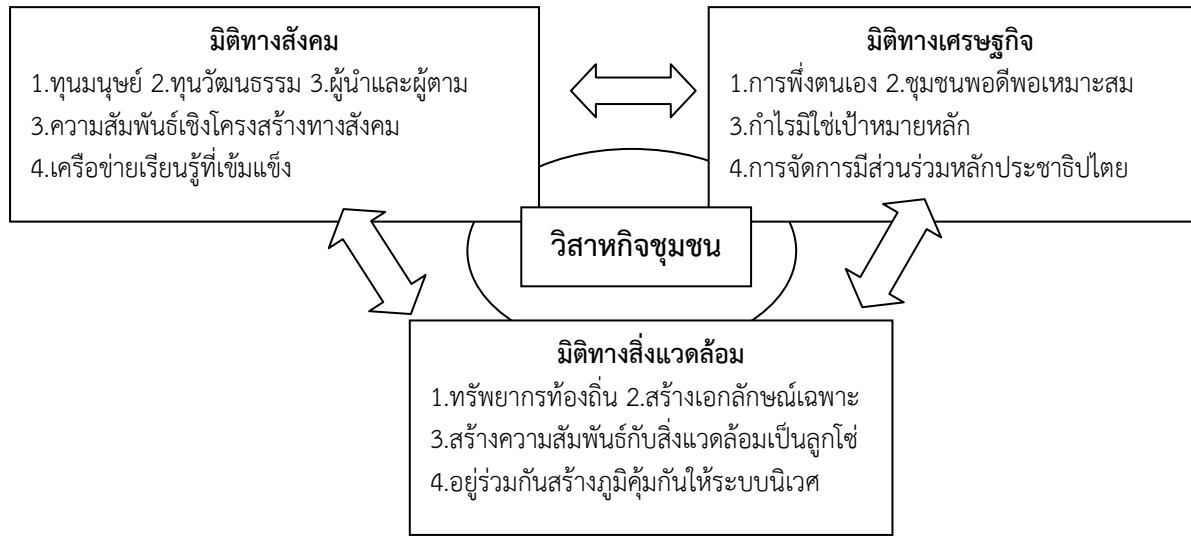 มิติทางสังคม
1.ทุนมนุษย์ 2.ทุนวัฒนธรรม 3.ผู้นำและผู้ตาม
3.ความสัมพันธ์เชิงโครงสร้างทางสังคม
4.เครือข่ายเรียนรู้ที่เข้มแข็ง
มิติทางเศรษฐกิจ
1.การพึ่งตนเอง 2.ชุมชนพอดีพอเหมาะสม
3.กำไรมิใช่เป้าหมายหลัก
4.การจัดการมีส่วนร่วมหลักประชาธิปไตย
วิสาหกิจชุมชน
มิติทางสิ่งแวดล้อม
1.ทรัพยากรท้องถิ่น 2.สร้างเอกลักษณ์เฉพาะ
3.สร้างความสัมพันธ์กับสิ่งแวดล้อมเป็นลูกโซ่
4.อยู่ร่วมกันสร้างภูมิคุ้มกันให้ระบบนิเวศ